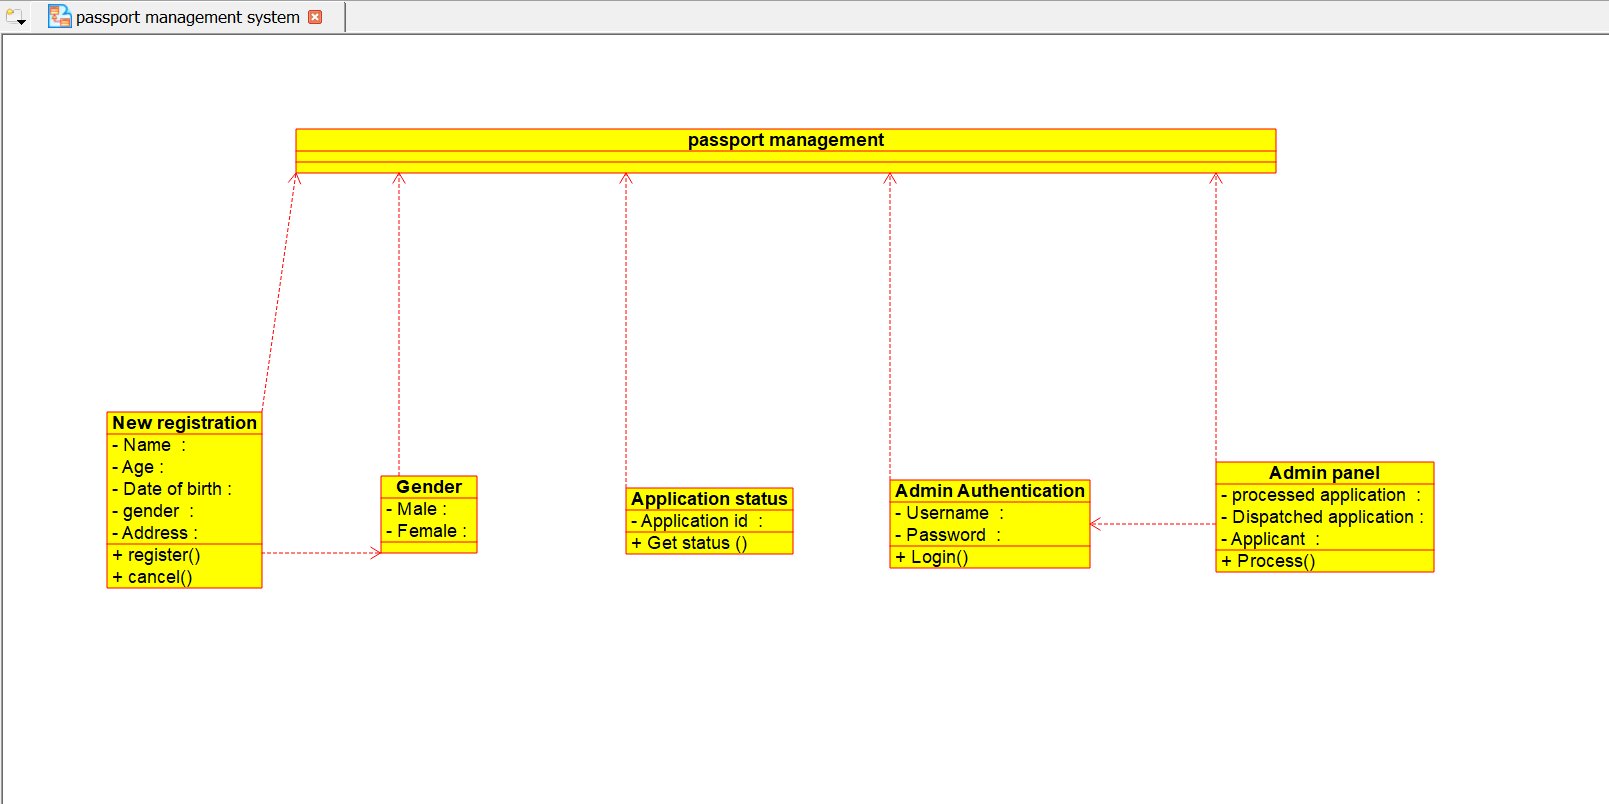 passport management system
passport management
New registration
- Name  :
- Age :
- Date of birth :
- gender  :
- Address :
+ register()
+ cancel()
Gender
- Male :
- Female :
Application status
- Application id  :
+ Get status ()
Admin Authentication
- Username  :
- Password  :
+ Login()
Admin panel
- processed application  :
- Dispatched application :
- Applicant  :
+ Process()